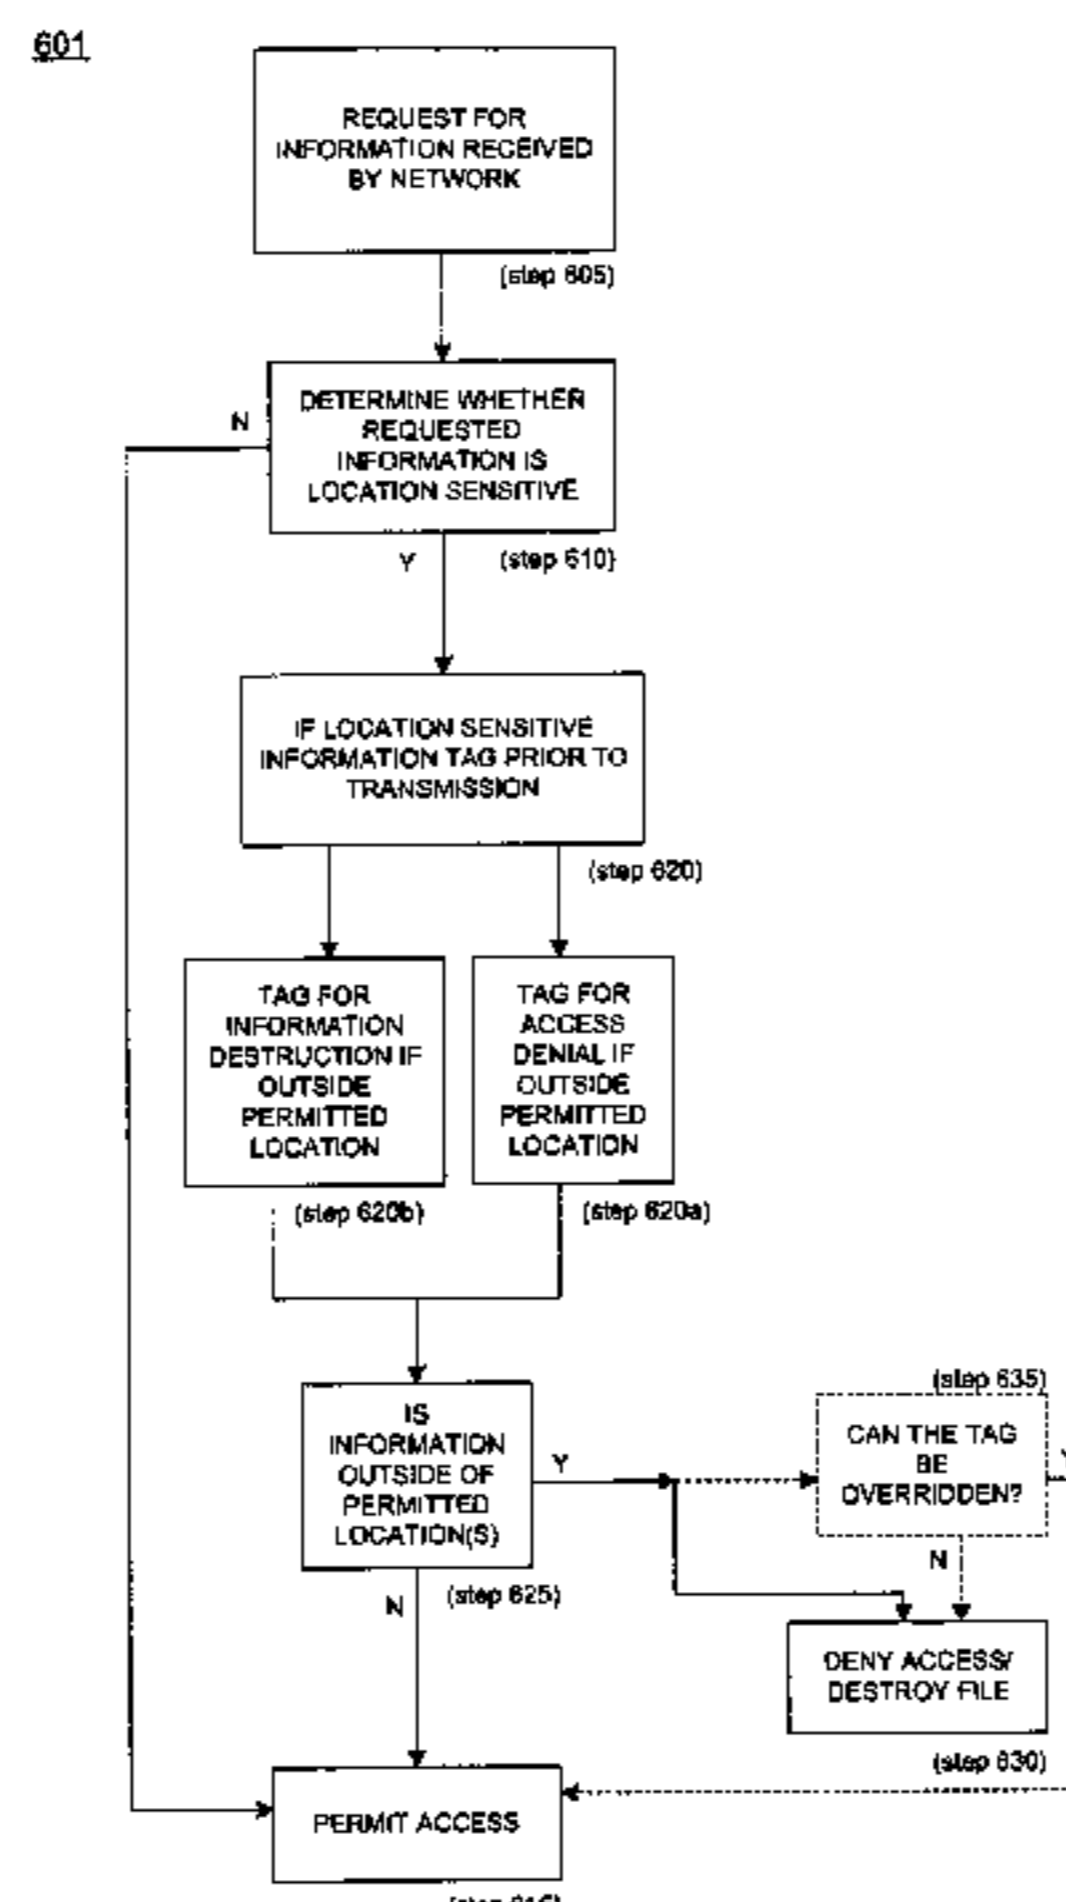 601
REQUEST FOR
INFORMATION RECEIVED
BY NETWORK
(step 605)
DETERMINE WHETHER
REQUESTED
INFORMATION IS
LOCATION SENSITIVE
N
Y
(step 610)
IF LOCATION SENSITIVE
INFORMATION TAG PRIOR TO
TRANSMISSION
(step 620)
TAG FOR
INFORMATION
DESTRUCTION IF
OUTSIDE
PERMITTED
LOCATION
(step 620b)
TAG FOR
ACCESS
DENIAL IF
OUTSIDE
PERMITTED
LOCATION
(step 620a)
IS
INFORMATION
OUTSIDE OF
PERMITTED
LOCATION(S)
Y
N
(step 625)
(step 635)
CAN THE TAG
BE
OVERRIDDEN?
N
DENY ACCESS/
DESTROY FILE
(step 630)
PERMIT ACCESS